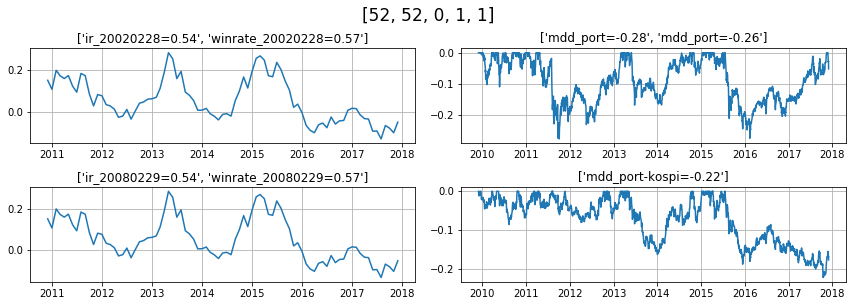 [52, 52, 0, 1, 1]
['ir_20020228=0.54', 'winrate_20020228=0.57']
0.2
0.0
2011 2012 2013 2014 2015 2016 2017 2018
['mdd_port=-0.28', 'mdd_port=-0.26']
0.0
−0.1
−0.2
2010 2011 2012 2013 2014 2015 2016 2017 2018
['ir_20080229=0.54', 'winrate_20080229=0.57']
0.2
0.0
2011 2012 2013 2014 2015 2016 2017 2018
['mdd_port-kospi=-0.22']
0.0
−0.1
−0.2
2010 2011 2012 2013 2014 2015 2016 2017 2018